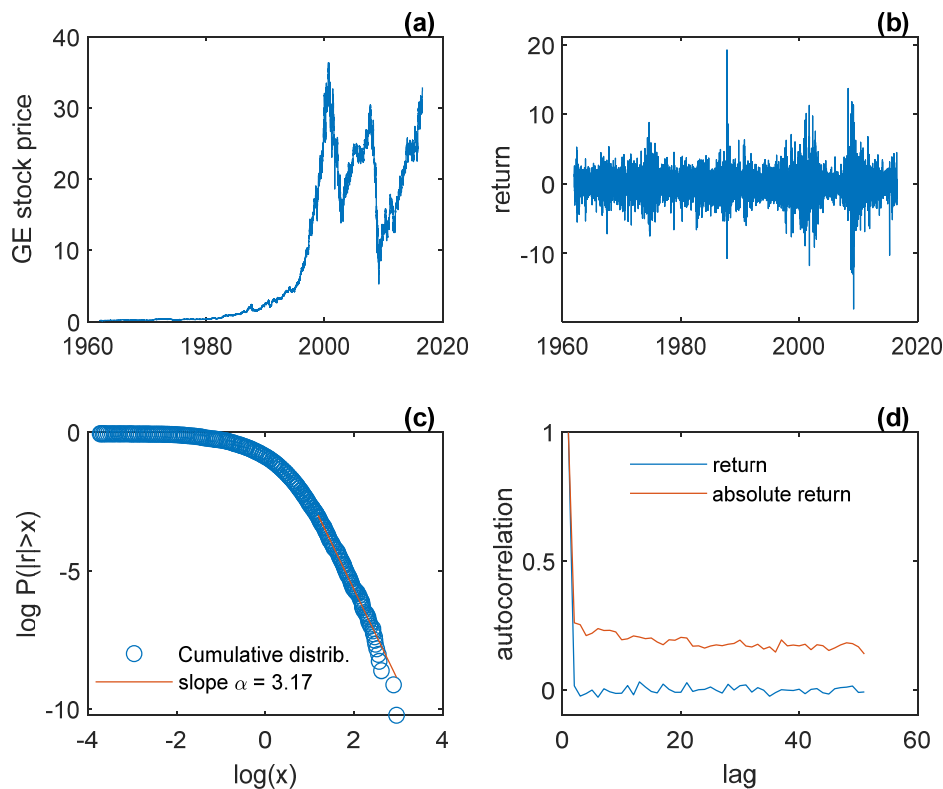 (a)
40
30
20
10
0
GE stock price
1960 1980 2000 2020
(b)
20
10
0
-10
return
1960 1980 2000 2020
(c)
0
-5
-10
log P(|r|>x)
Cumulative distrib.
slope α = 3.17
-4 -2 0 2 4
log(x)
(d)
1
0.5
0
autocorrelation
return
absolute return
0 20 40 60
lag